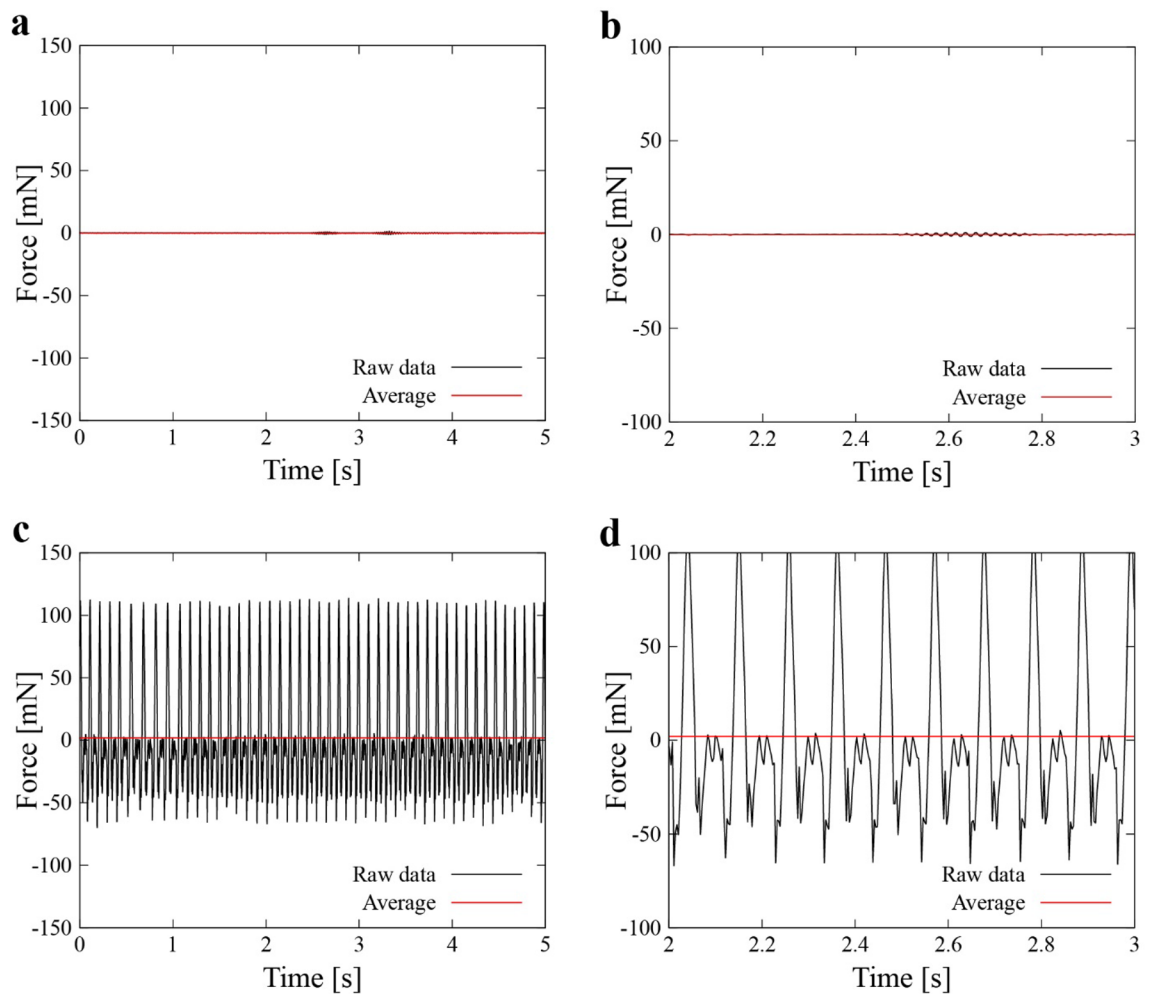 a
150
100
50
0
-50
-100
-150
Force [mN]
Raw data
Average
0 1 2 3 4 5
Time [s]
b
100
50
0
-50
-100
Force [mN]
Raw data
Average
2 2.2 2.4 2.6 2.8 3
Time [s]
c
150
100
50
0
-50
-100
-150
Force [mN]
Raw data
Average
0 1 2 3 4 5
Time [s]
d
100
50
0
-50
-100
Force [mN]
Raw data
Average
2 2.2 2.4 2.6 2.8 3
Time [s]